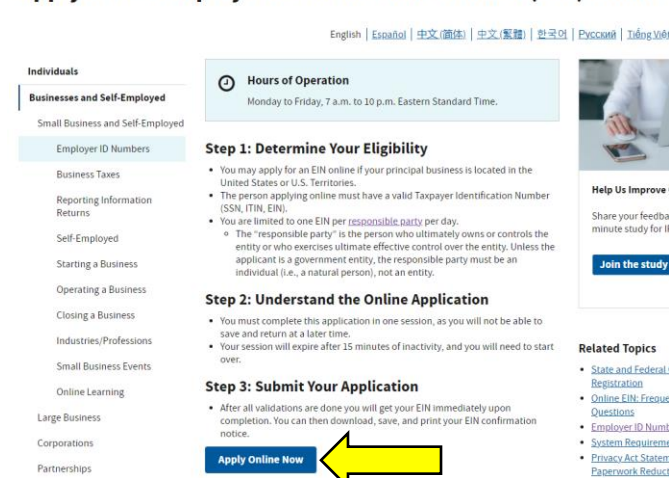 English | Español | 中文 (简体) | 中文 (繁體) | 한국어 | Русский | Tiếng Việt
Individuals
Businesses and Self-Employed
Small Business and Self-Employed
Employer ID Numbers
Business Taxes
Reporting Information
Returns
Self-Employed
Starting a Business
Operating a Business
Closing a Business
Industries/Professions
Small Business Events
Online Learning
Large Business
Corporations
Partnerships
Hours of Operation
Monday to Friday, 7 a.m. to 10 p.m. Eastern Standard Time.
Step 1: Determine Your Eligibility
• You may apply for an EIN online if your principal business is located in the
United States or U.S. Territories.
• The person applying online must have a valid Taxpayer Identification Number
(SSN, ITIN, EIN).
• You are limited to one EIN per responsible party per day.
The "responsible party" is the person who ultimately owns or controls the
entity or who exercises ultimate effective control over the entity. Unless the
applicant is a government entity, the responsible party must be an
individual (i.e., a natural person), not an entity.
Step 2: Understand the Online Application
• You must complete this application in one session, as you will not be able to
save and return at a later time.
• Your session will expire after 15 minutes of inactivity, and you will need to start
over.
Step 3: Submit Your Application
• After all validations are done you will get your EIN immediately upon
completion. You can then download, save, and print your EIN confirmation
notice.
Apply Online Now
Help Us Improve
Share your
minute study for
Join the study
Related Topics
• State and Federal
Registration
• Online EIN:
Questions
• Employer ID
• System
• Privacy Act
Paperwork